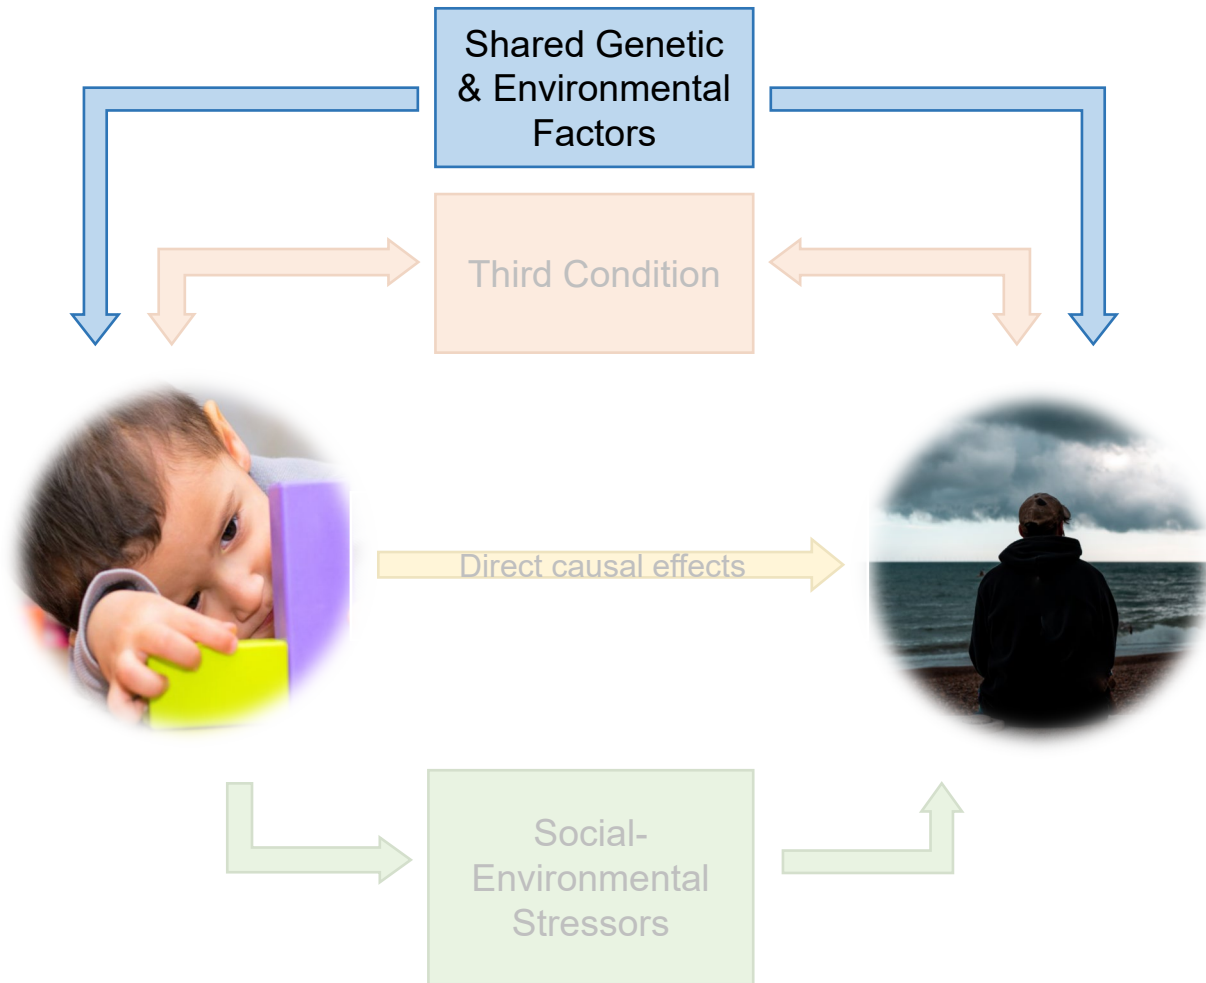 Shared Genetic
& Environmental
Factors
Third Condition
Direct causal effects
Social-
Environmental
Stressors